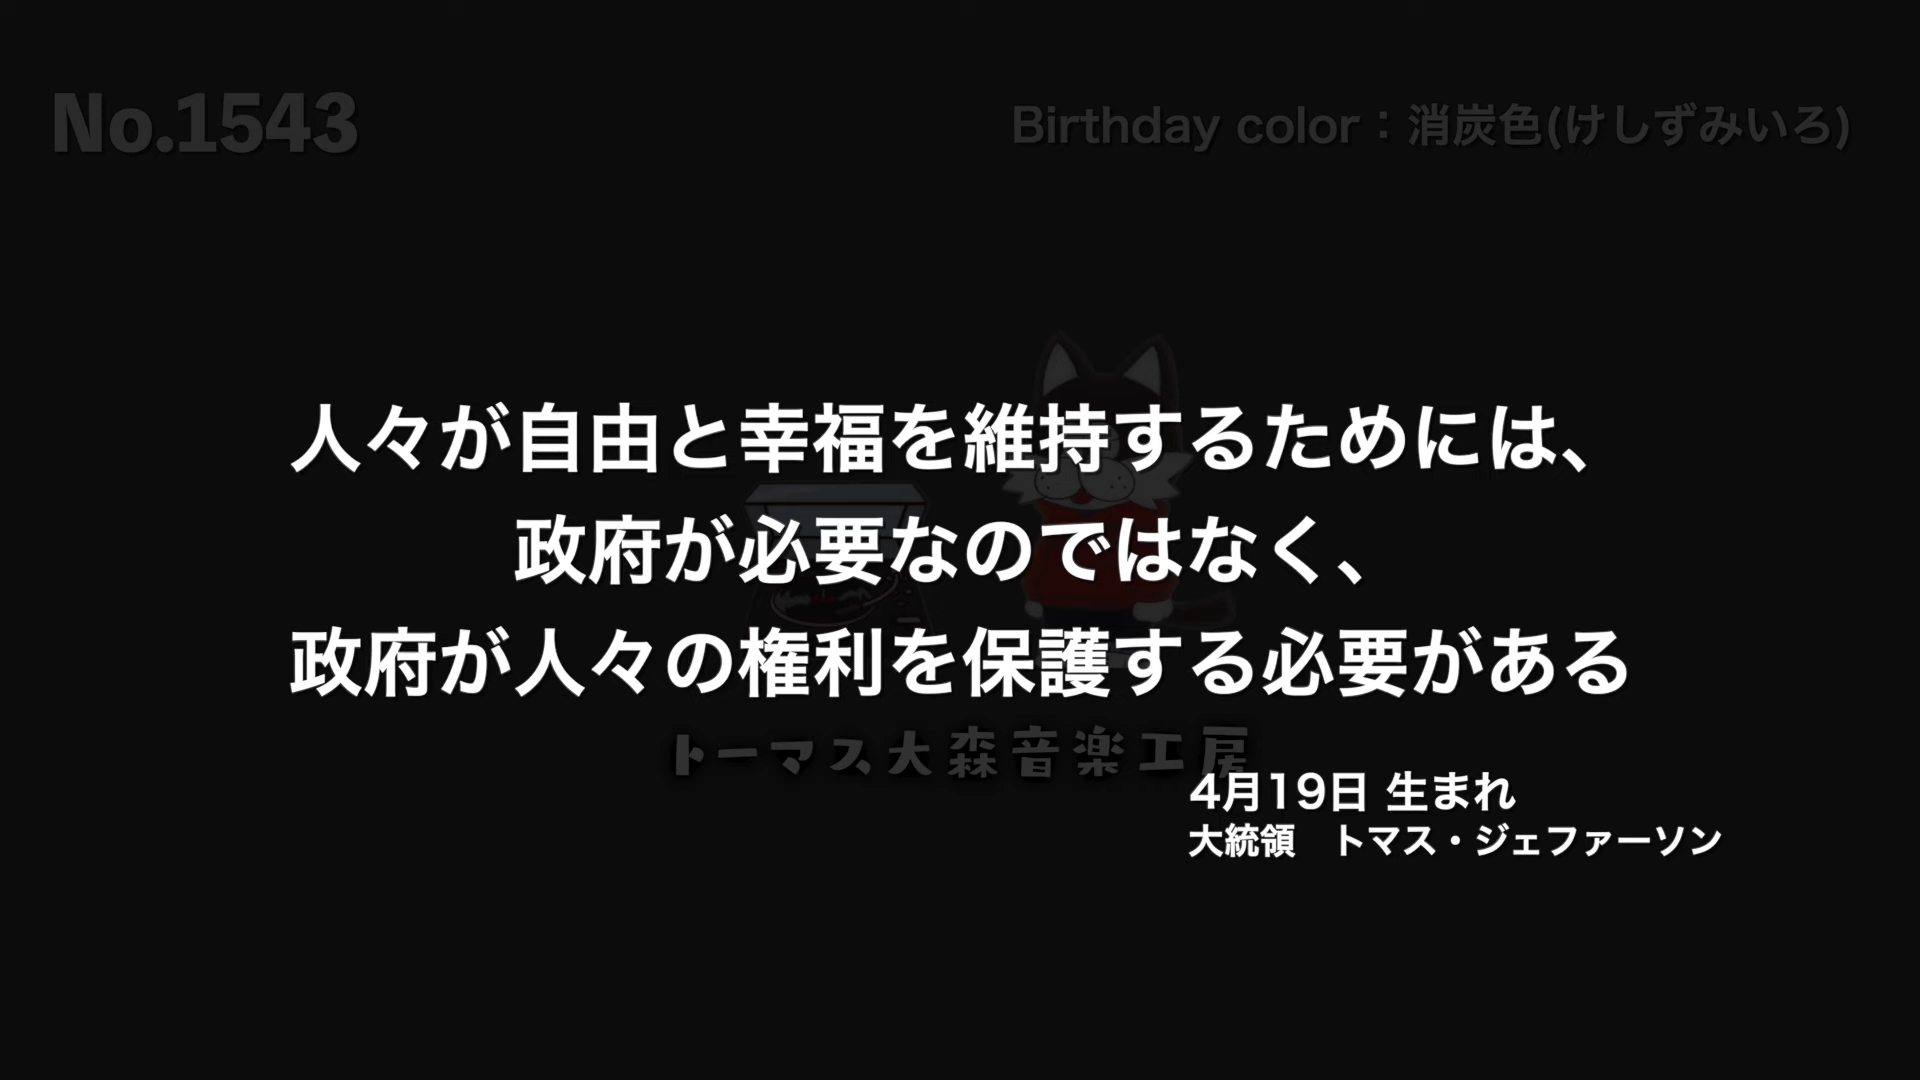 No.1543
Birthday color：消炭色(けしずみいろ)
人々が自由と幸福を維持するためには、
政府が必要なのではなく、
政府が人々の権利を保護する必要がある
トーマス大森音楽工房
4月19日 生まれ
大統領　トマス・ジェファーソン